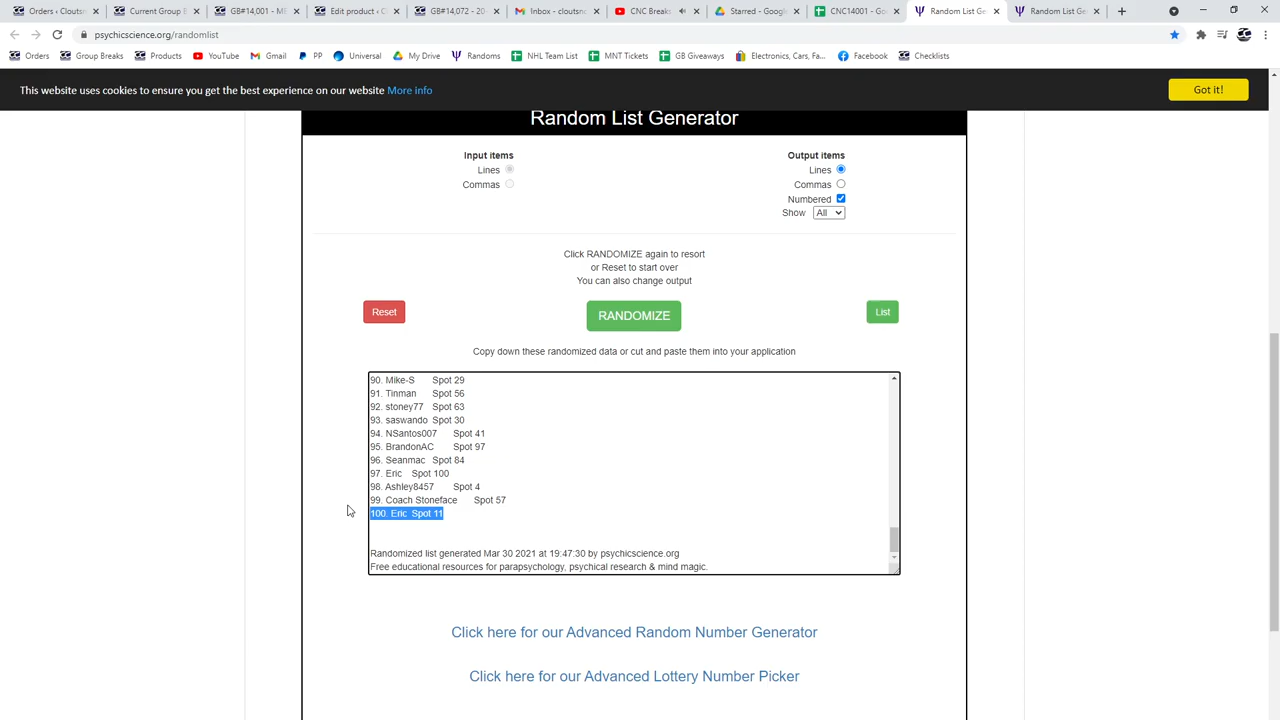 Orders ‹ Cloutsn
Current Group B
GB#14,001 - M
Edit product ‹ C
GB#14,072 - 20
Inbox - cloutsno
CNC Breaks
Starred - Google
CNC14001 - Go
Random List Ge
Random List Ge
psychicscience.org/randomlist
Orders
Group Breaks
Products
YouTube
Gmail
PP
Universal
My Drive
Randoms
NHL Team List
MNT Tickets
GB Giveaways
Electronics, Cars, Fa...
Facebook
Checklists
This website uses cookies to ensure you get the best experience on our website More info
Got it!
Random List Generator
Input items
Lines
Commas
Output items
Lines
Commas
Numbered
Show All
Click RANDOMIZE again to resort
or Reset to start over
You can also change output
Reset
RANDOMIZE
List
Copy down these randomized data or cut and paste them into your application
90. Mike-S Spot 29
91. Tinman Spot 56
92. stoney77 Spot 63
93. saswando Spot 30
94. NSantos007 Spot 41
95. BrandonAC Spot 97
96. Seanmac Spot 84
97. Eric Spot 100
98. Ashley8457 Spot 4
99. Coach Stoneface Spot 57
100. Eric Spot 11
Randomized list generated Mar 30 2021 at 19:47:30 by psychicscience.org
Free educational resources for parapsychology, psychical research & mind magic.
Click here for our Advanced Random Number Generator
Click here for our Advanced Lottery Number Picker